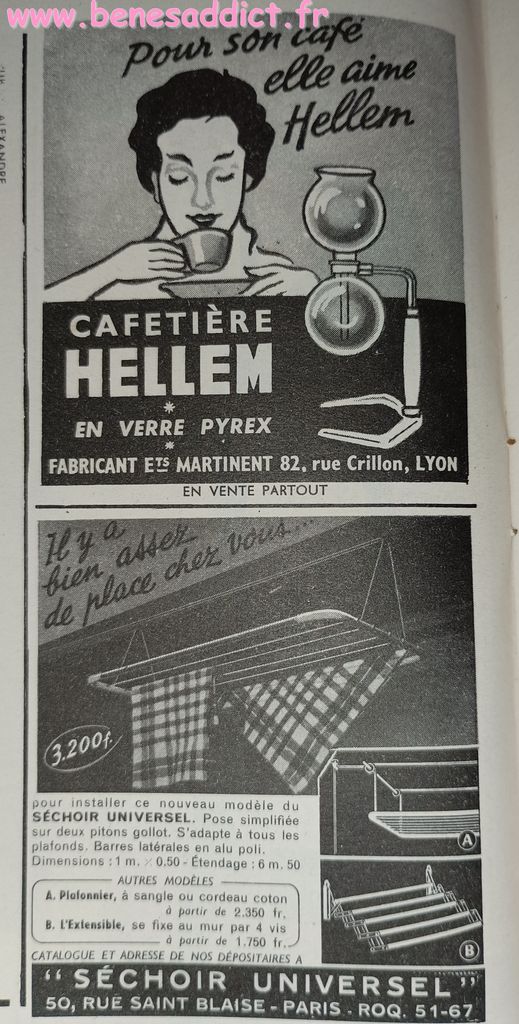 www.benesaddict.fr
Pour son café
elle aime
Hellem
CAFETIÈRE
HELLEM
EN VERRE PYREX
FABRICANT ETS MARTINENT 82, rue Crillon, LYON
EN VENTE PARTOUT
Il y a
bien assez
de place chez vous...
3.200f.
pour installer ce nouveau modèle du
SÉCHOIR UNIVERSEL. Pose simplifiée
sur deux pitons gollot. S'adapte à tous les
plafonds. Barres latérales en alu poli.
Dimensions : 1 m. × 0.50 - Étendage : 6 m. 50
AUTRES MODÈLES
A. Plafonnier, à sangle ou cordeau coton
à partir de 2.350 fr.
B. L'Extensible, se fixe au mur par 4 vis
à partir de 1.750 fr.
CATALOGUE ET ADRESSE DE NOS DÉPOSITAIRES A
A
B
"SÉCHOIR UNIVERSEL"
50, RUE SAINT BLAISE - PARIS - ROQ. 51-67
ALEXANDRE